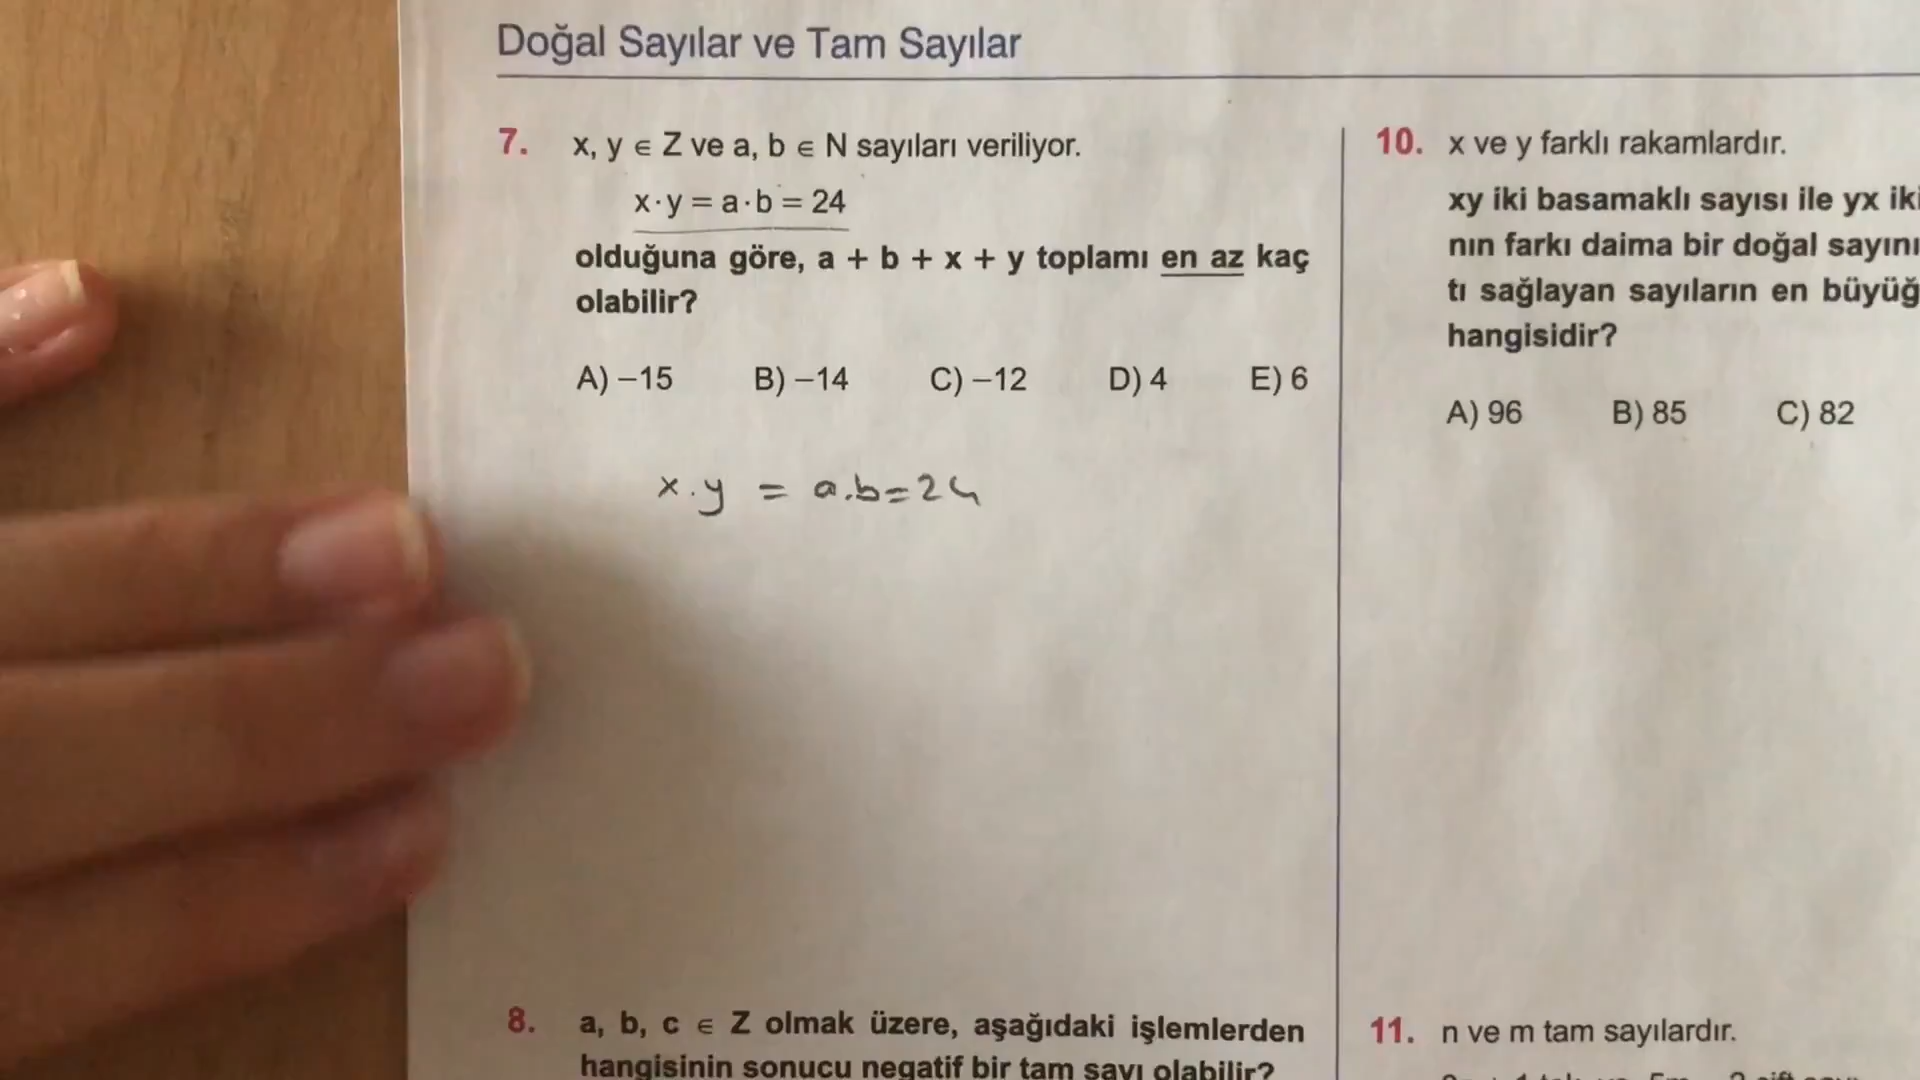 Doğal Sayılar ve Tam Sayılar
7. x, y ∈ Z ve a, b ∈ N sayıları veriliyor.
x·y = a·b = 24
olduğuna göre, a + b + x + y toplamı en az kaç
olabilir?
A) –15 B) –14 C) –12 D) 4 E) 6
x.y = a.b=24
8. a, b, c ∈ Z olmak üzere, aşağıdaki işlemlerden
hangisinin sonucu negatif bir tam sayı olabilir?
10. x ve y farklı rakamlardır.
xy iki basamaklı sayısı ile yx iki
nın farkı daima bir doğal sayını
tı sağlayan sayıların en büyüğ
hangisidir?
A) 96 B) 85 C) 82
11. n ve m tam sayılardır.